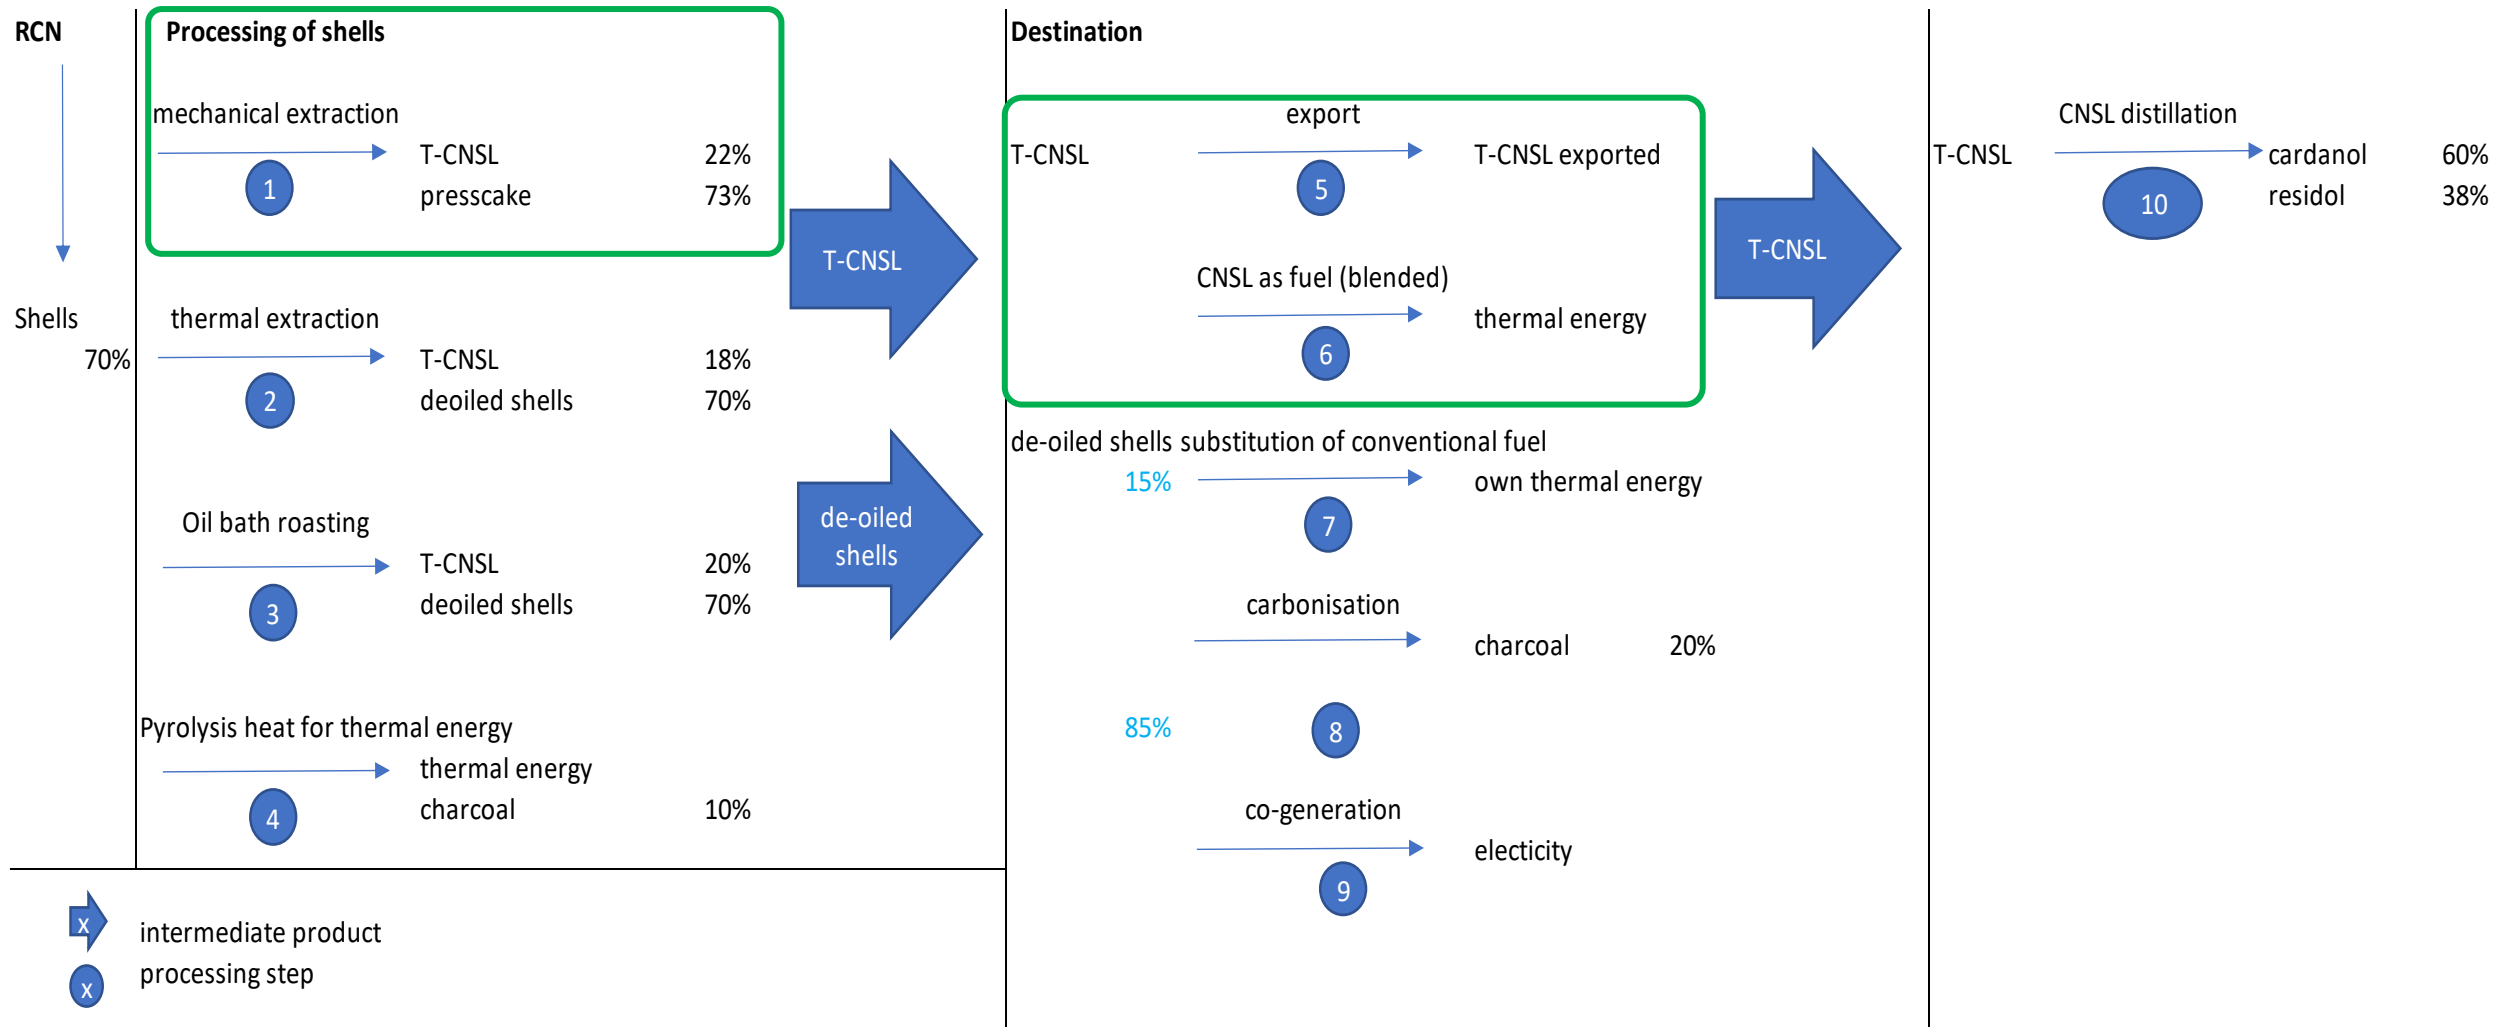 RCN
Shells
70%
Processing of shells
mechanical extraction
1
T-CNSL 22%
presscake 73%
thermal extraction
2
T-CNSL 18%
deoiled shells 70%
Oil bath roasting
3
T-CNSL 20%
deoiled shells 70%
Pyrolysis heat for thermal energy
4
thermal energy
charcoal 10%
T-CNSL
de-oiled
shells
Destination
T-CNSL
export
5
T-CNSL exported
CNSL as fuel (blended)
6
thermal energy
de-oiled shells substitution of conventional fuel
15%
7
own thermal energy
carbonisation
charcoal 20%
85%
8
co-generation
9
electicity
T-CNSL
T-CNSL
CNSL distillation
10
cardanol 60%
residol 38%
x
intermediate product
x
processing step